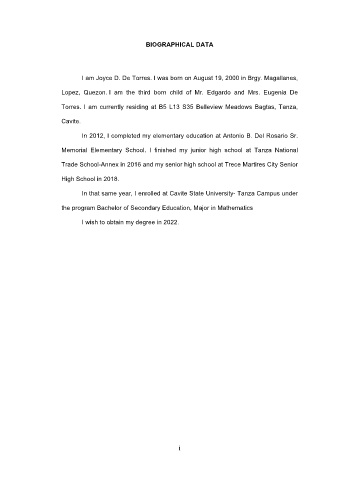 BIOGRAPHICAL DATA
I am Joyce D. De Torres. I was born on August 19, 2000 in Brgy. Magallanes,
Lopez, Quezon. I am the third born child of Mr. Edgardo and Mrs. Eugenia De
Torres. I am currently residing at B5 L13 S35 Belleview Meadows Bagtas, Tanza,
Cavite.
In 2012, I completed my elementary education at Antonio B. Del Rosario Sr.
Memorial Elementary School. I finished my junior high school at Tanza National
Trade School-Annex in 2016 and my senior high school at Trece Martires City Senior
High School in 2018.
In that same year, I enrolled at Cavite State University- Tanza Campus under
the program Bachelor of Secondary Education, Major in Mathematics
I wish to obtain my degree in 2022.
I